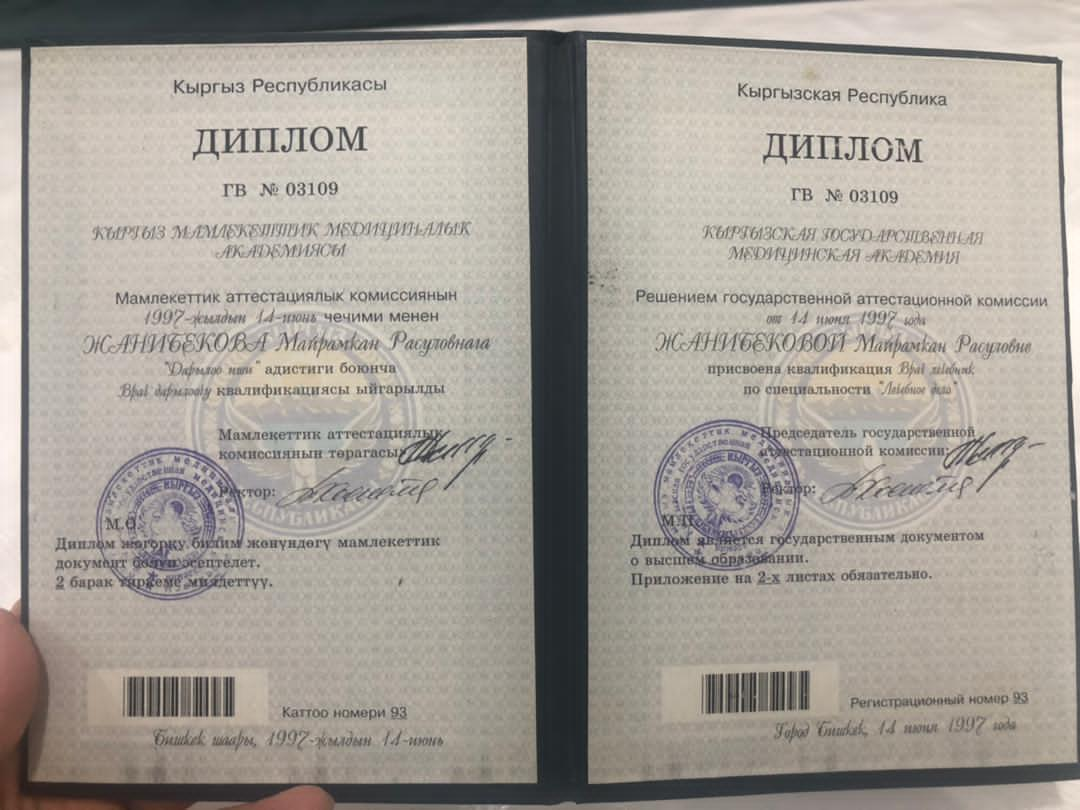 Кыргыз Республикасы
ДИПЛОМ
ГВ № 03109
КЫРГЫЗ МАМЛЕКЕТТИК МЕДИЦИНАЛЫК
АКАДЕМИЯСЫ
Мамлекеттик аттестациялык комиссиянын
1997-жылдын 14-июнь чечими менен
ЖАНИБЕКОВА Майрамкан Расуловнага
"Дарылоо иши" адистиги боюнча
Врач дарылоочу квалификациясы ыйгарылды
Мамлекеттик аттестациялык
комиссиянын төрагасы
Ректор:
М.О.
Диплом жогорку билим жөнүндөгү мамлекеттик
документ болуп эсептелет.
2 барак тиркеме милдеттүү.
Каттоо номери 93
Бишкек шаары, 1997-жылдын 14-июнь
Кыргызская Республика
ДИПЛОМ
ГВ № 03109
КЫРГЫЗСКАЯ ГОСУДАРСТВЕННАЯ
МЕДИЦИНСКАЯ АКАДЕМИЯ
Решением государственной аттестационной комиссии
от 14 июня 1997 года
ЖАНИБЕКОВОЙ Майрамкан Расуловне
присвоена квалификация Врач лечебник
по специальности "Лечебное дело"
Председатель государственной
аттестационной комиссии:
Ректор:
М.П.
Диплом является государственным документом
о высшем образовании.
Приложение на 2-х листах обязательно.
Регистрационный номер 93
Город Бишкек, 14 июня 1997 года